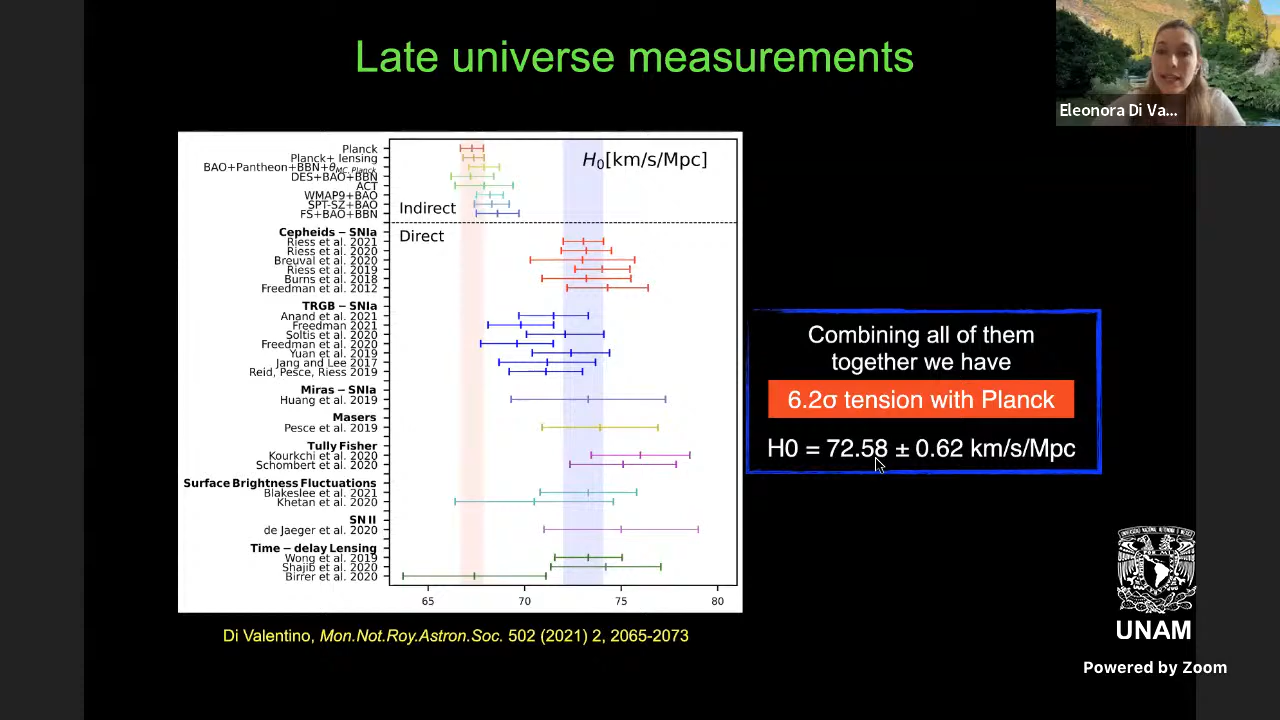 Late universe measurements
Eleonora Di Va...
Planck
Planck+ lensing
BAO+Pantheon+BBN+θMC, Planck
DES+BAO+BBN
ACT
WMAP9+BAO
SPT-SZ+BAO
FS+BAO+BBN
H0[km/s/Mpc]
Indirect
Direct
Cepheids – SNIa
Riess et al. 2021
Riess et al. 2020
Breuval et al. 2020
Riess et al. 2019
Burns et al. 2018
Freedman et al. 2012
TRGB – SNIa
Anand et al. 2021
Freedman 2021
Soltis et al. 2020
Freedman et al. 2020
Yuan et al. 2019
Jang and Lee 2017
Reid, Pesce, Riess 2019
Miras – SNIa
Huang et al. 2019
Masers
Pesce et al. 2019
Tully Fisher
Kourkchi et al. 2020
Schombert et al. 2020
Surface Brightness Fluctuations
Blakeslee et al. 2021
Khetan et al. 2020
SN II
de Jaeger et al. 2020
Time – delay Lensing
Wong et al. 2019
Shajib et al. 2020
Birrer et al. 2020
65 70 75 80
Combining all of them
together we have
6.2σ tension with Planck
H0 = 72.58 ± 0.62 km/s/Mpc
Di Valentino, Mon.Not.Roy.Astron.Soc. 502 (2021) 2, 2065-2073
UNAM
Powered by Zoom